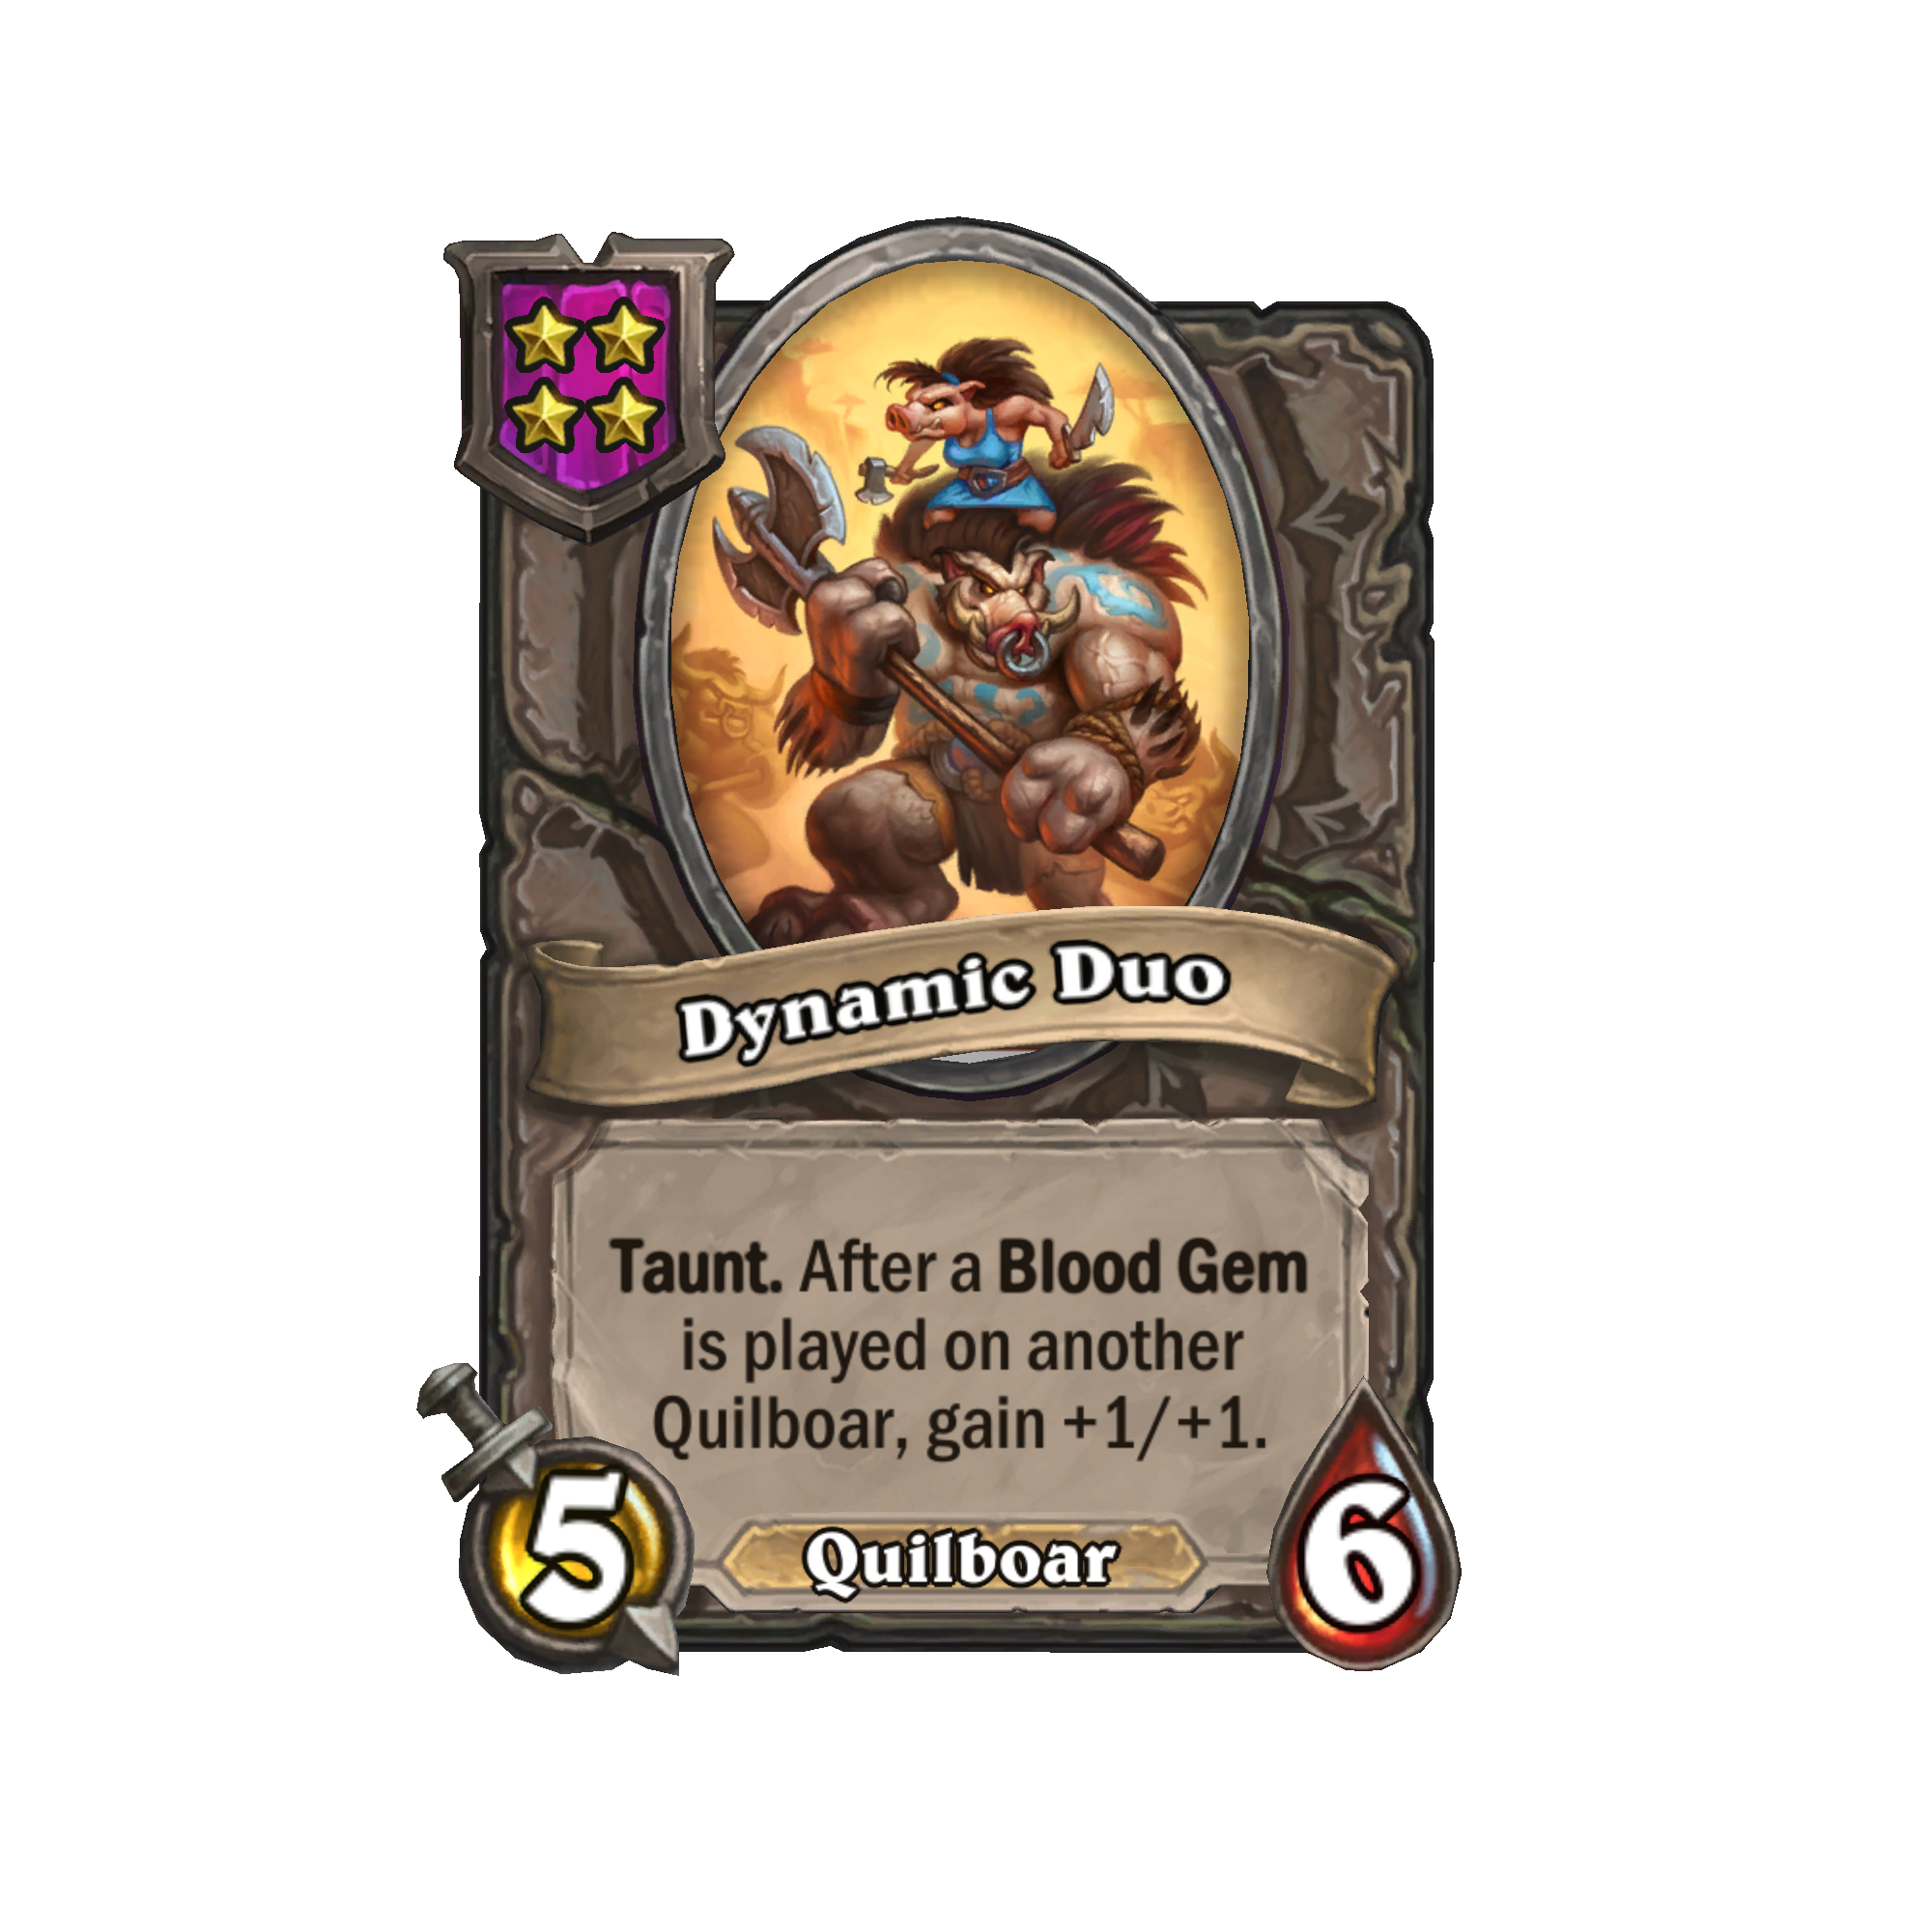 Dynamic Duo
Taunt. After a Blood Gem
is played on another
Quilboar, gain +1/+1.
5
Quilboar
6